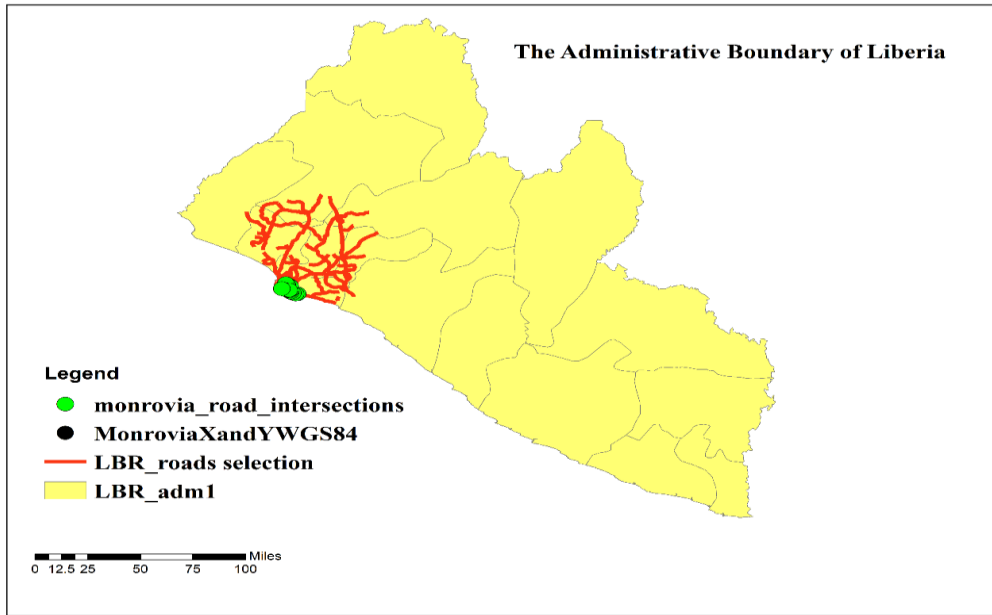 The Administrative Boundary of Liberia
Legend
monrovia_road_intersections
MonroviaXandYWGS84
LBR_roads selection
LBR_adm1
Miles
0 12.5 25 50 75 100